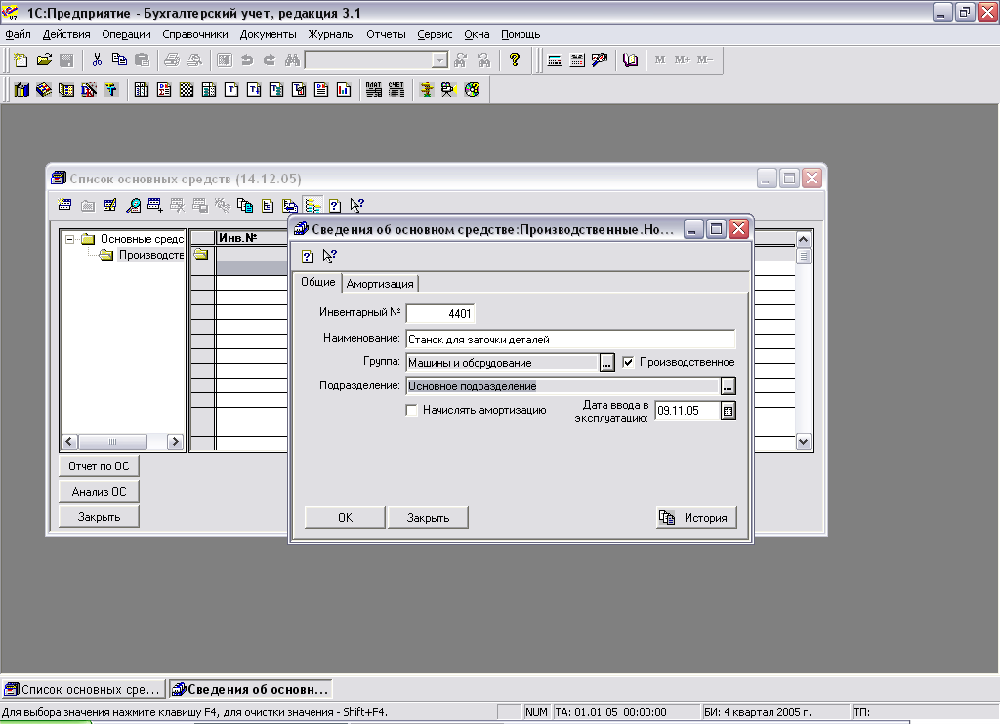 1С:Предприятие - Бухгалтерский учет, редакция 3.1
Файл Действия Операции Справочники Документы Журналы Отчеты Сервис Окна Помощь
M M+ M-
ПЛАТ СЧЕТ
Список основных средств (14.12.05)
Основные средс
Производств
Инв.№
Сведения об основном средстве:Производственные.Но...
Общие Амортизация
Инвентарный № 4401
Наименование: Станок для заточки деталей
Группа: Машины и оборудование ... Производственное
Подразделение: Основное подразделение ...
Начислять амортизацию Дата ввода в эксплуатацию: 09.11.05
OK Закрыть История
Отчет по ОС
Анализ ОС
Закрыть
Список основных сре... Сведения об основн...
Для выбора значения нажмите клавишу F4, для очистки значения - Shift+F4. NUM TA: 01.01.05 00:00:00 БИ: 4 квартал 2005 г. ТП: